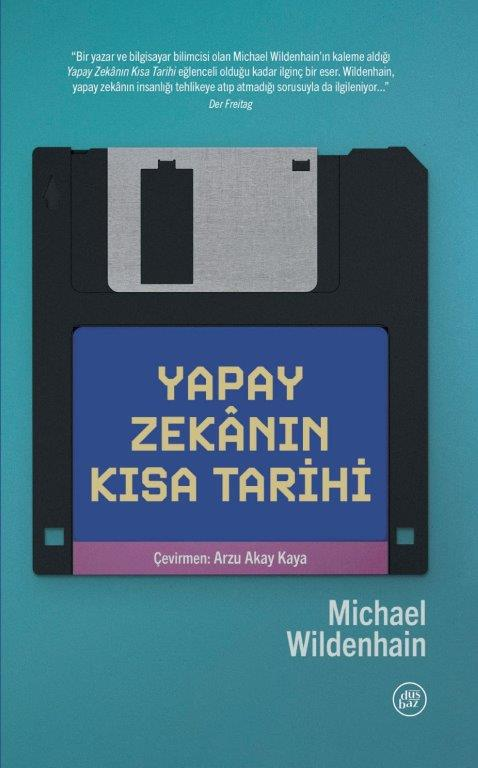 “Bir yazar ve bilgisayar bilimcisi olan Michael Wildenhain’ın kaleme aldığı
Yapay Zekânın Kısa Tarihi eğlenceli olduğu kadar ilginç bir eser. Wildenhain,
yapay zekânın insanlığı tehlikeye atıp atmadığı sorusuyla da ilgileniyor...”
Der Freitag
YAPAY
ZEKÂNIN
KISA TARİHİ
Çevirmen: Arzu Akay Kaya
Michael
Wildenhain
düş
baz